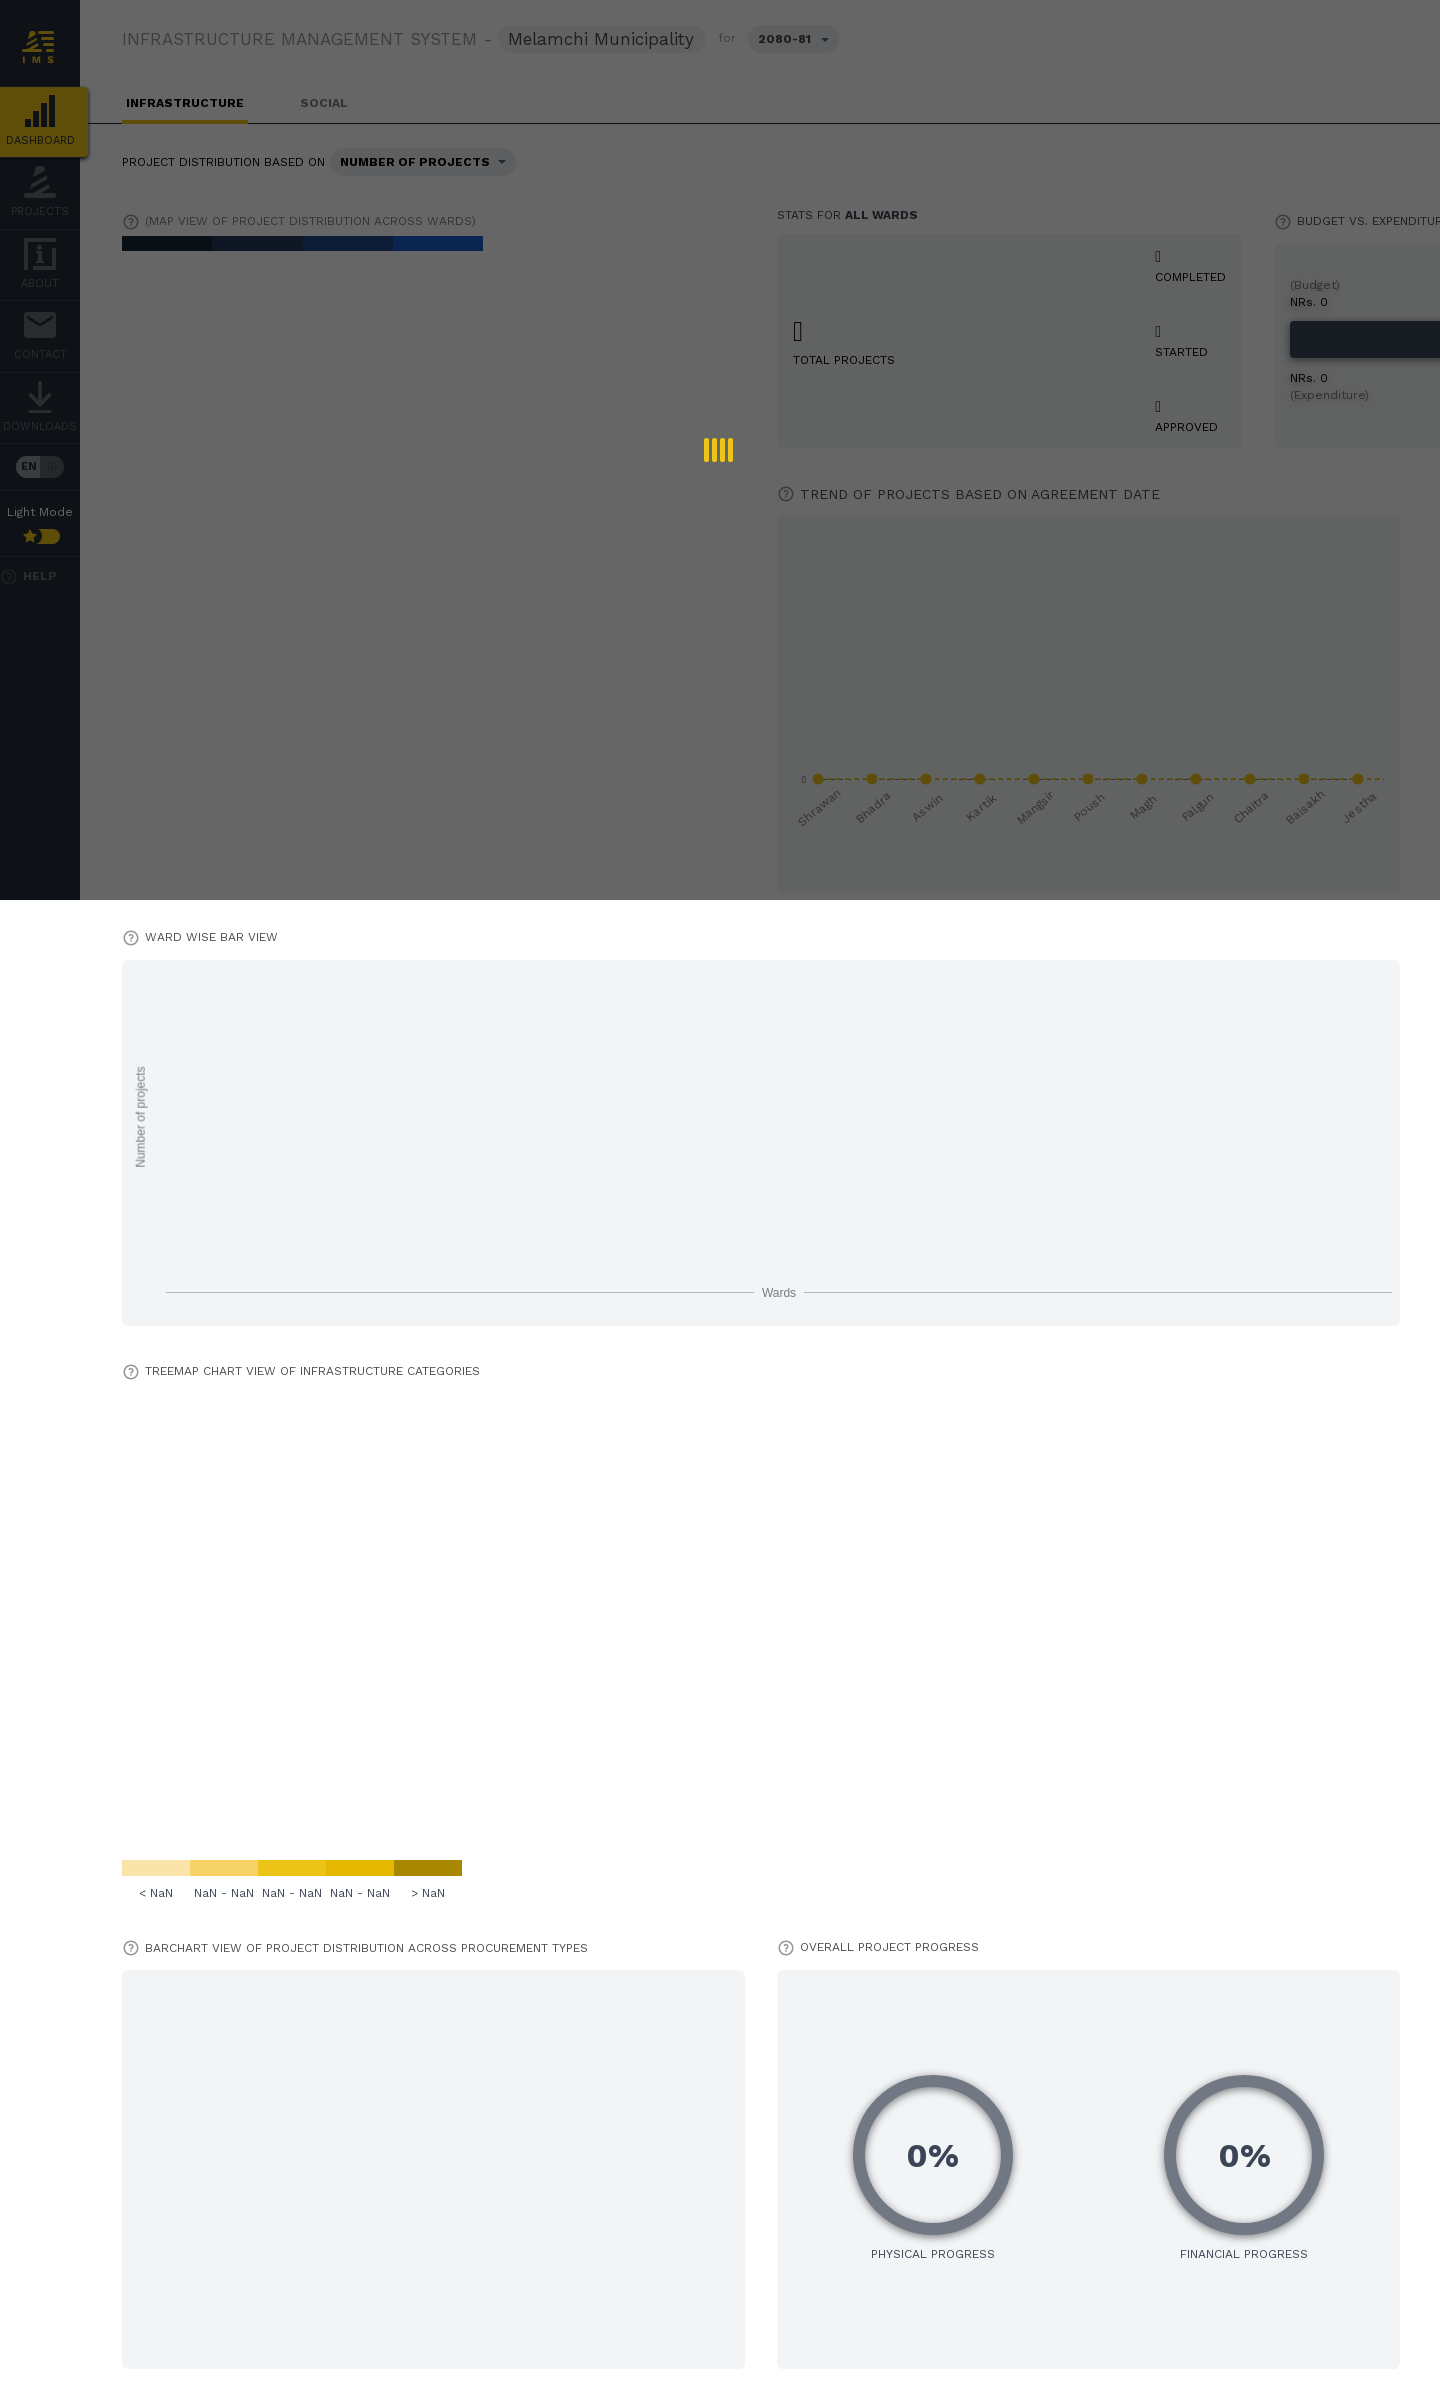 IMS
INFRASTRUCTURE MANAGEMENT SYSTEM - Melamchi Municipality for 2080-81
DASHBOARD
PROJECTS
ABOUT
CONTACT
DOWNLOADS
EN
Light Mode
HELP
INFRASTRUCTURE SOCIAL
PROJECT DISTRIBUTION BASED ON NUMBER OF PROJECTS
(MAP VIEW OF PROJECT DISTRIBUTION ACROSS WARDS)
STATS FOR ALL WARDS
TOTAL PROJECTS
COMPLETED
STARTED
APPROVED
BUDGET VS. EXPENDITUR
(Budget)
NRs. 0
NRs. 0
(Expenditure)
TREND OF PROJECTS BASED ON AGREEMENT DATE
Shrawan Bhadra Aswin Kartik Mangsir Poush Magh Falgun Chaitra Baisakh Jestha
WARD WISE BAR VIEW
Number of projects
Wards
TREEMAP CHART VIEW OF INFRASTRUCTURE CATEGORIES
< NaN NaN - NaN NaN - NaN NaN - NaN > NaN
BARCHART VIEW OF PROJECT DISTRIBUTION ACROSS PROCUREMENT TYPES
OVERALL PROJECT PROGRESS
0% 0%
PHYSICAL PROGRESS FINANCIAL PROGRESS